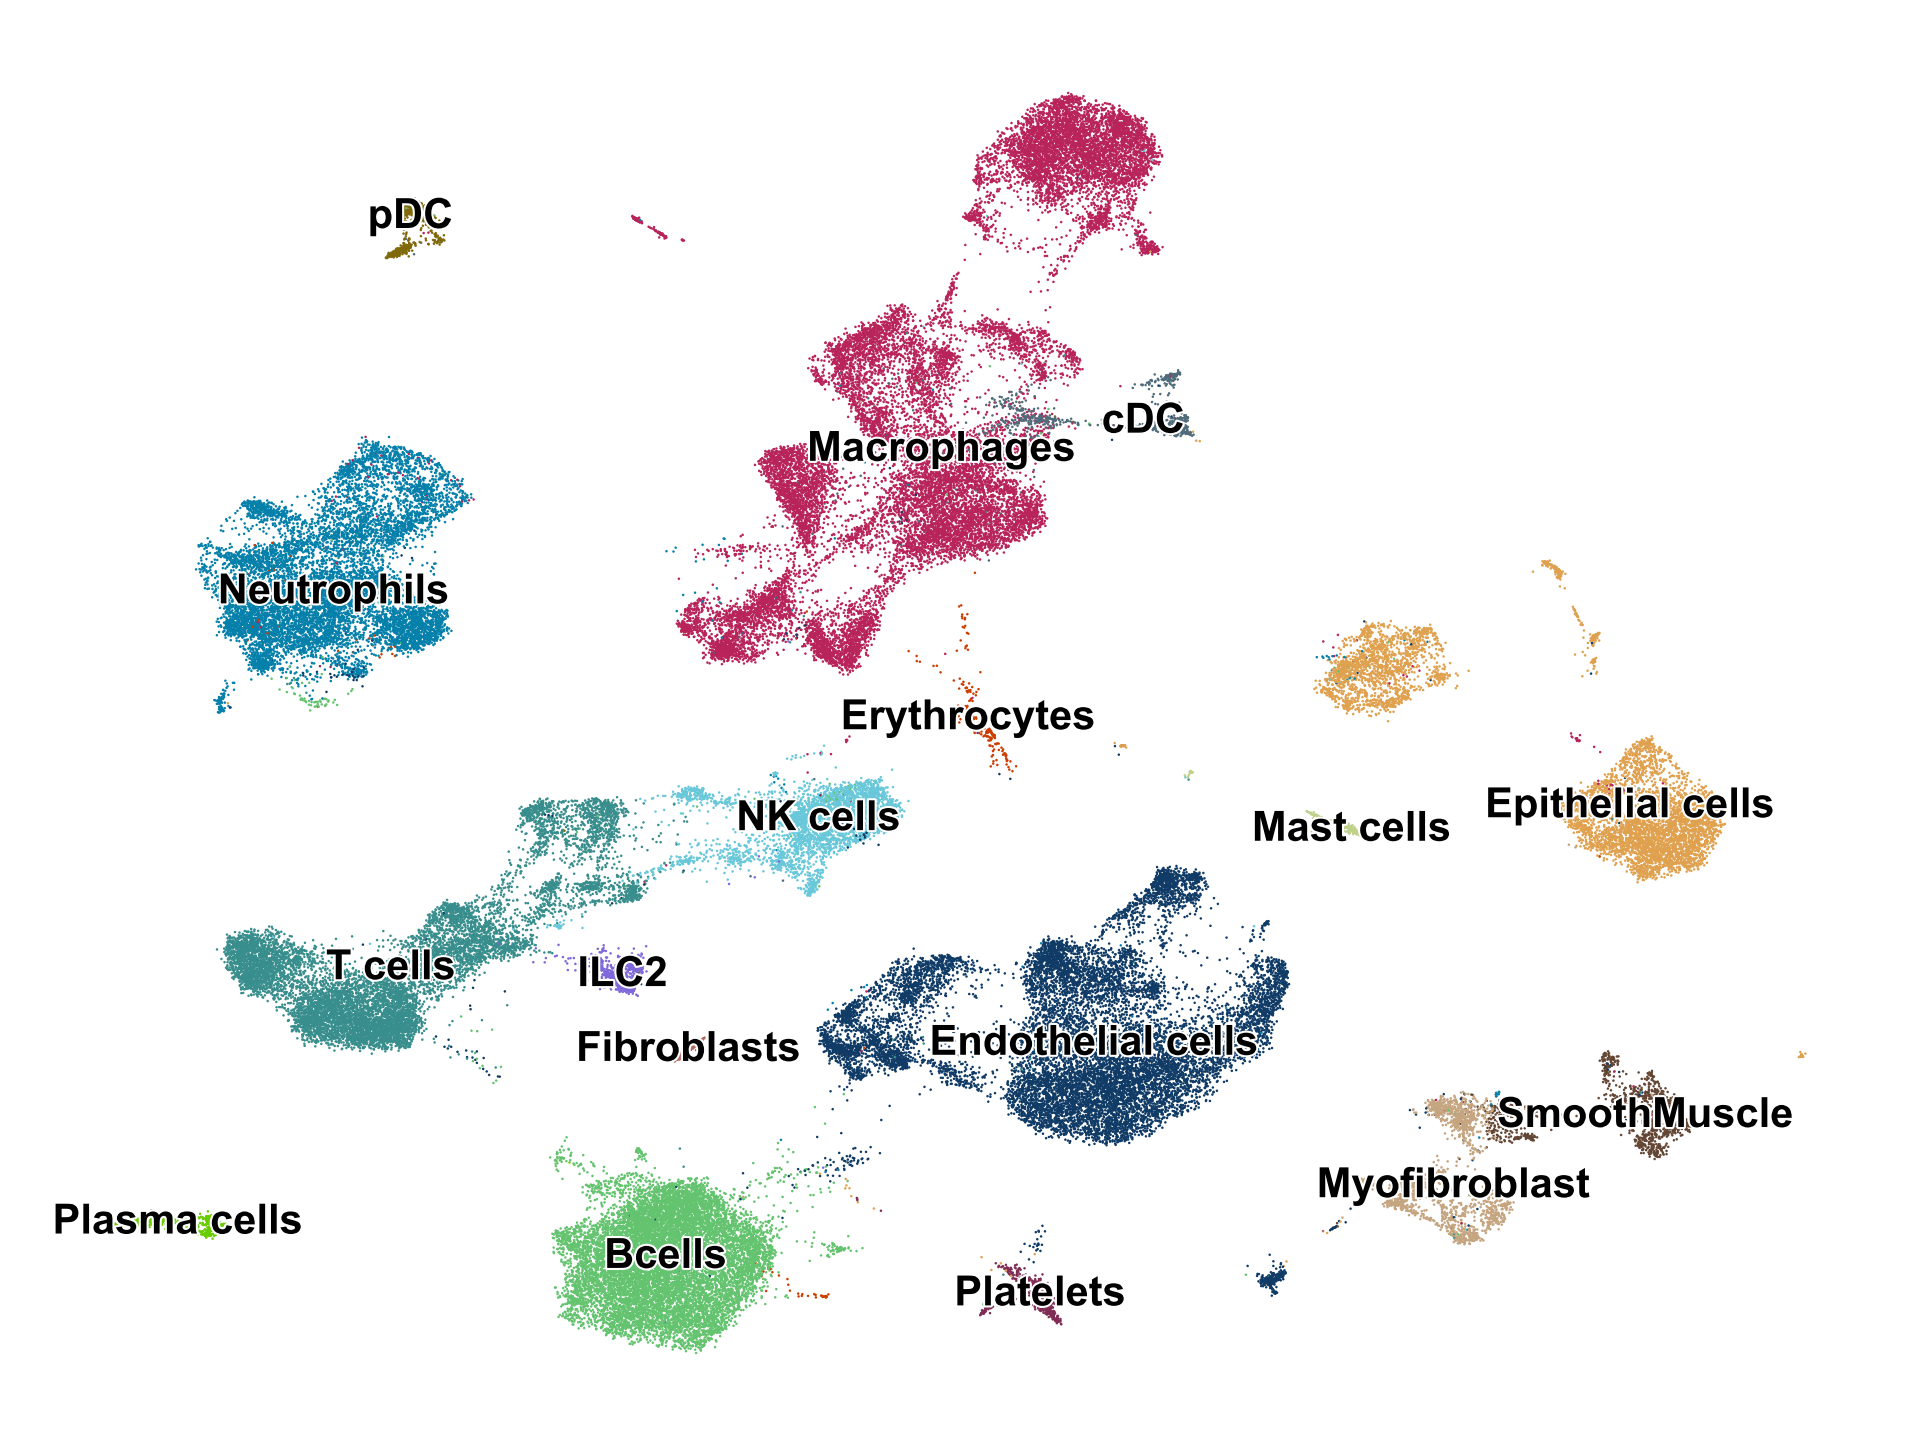 pDC
cDC
Macrophages
Neutrophils
Erythrocytes
Epithelial cells
NK cells
Mast cells
T cells
ILC2
Endothelial cells
Fibroblasts
SmoothMuscle
Myofibroblast
Plasma cells
Bcells
Platelets